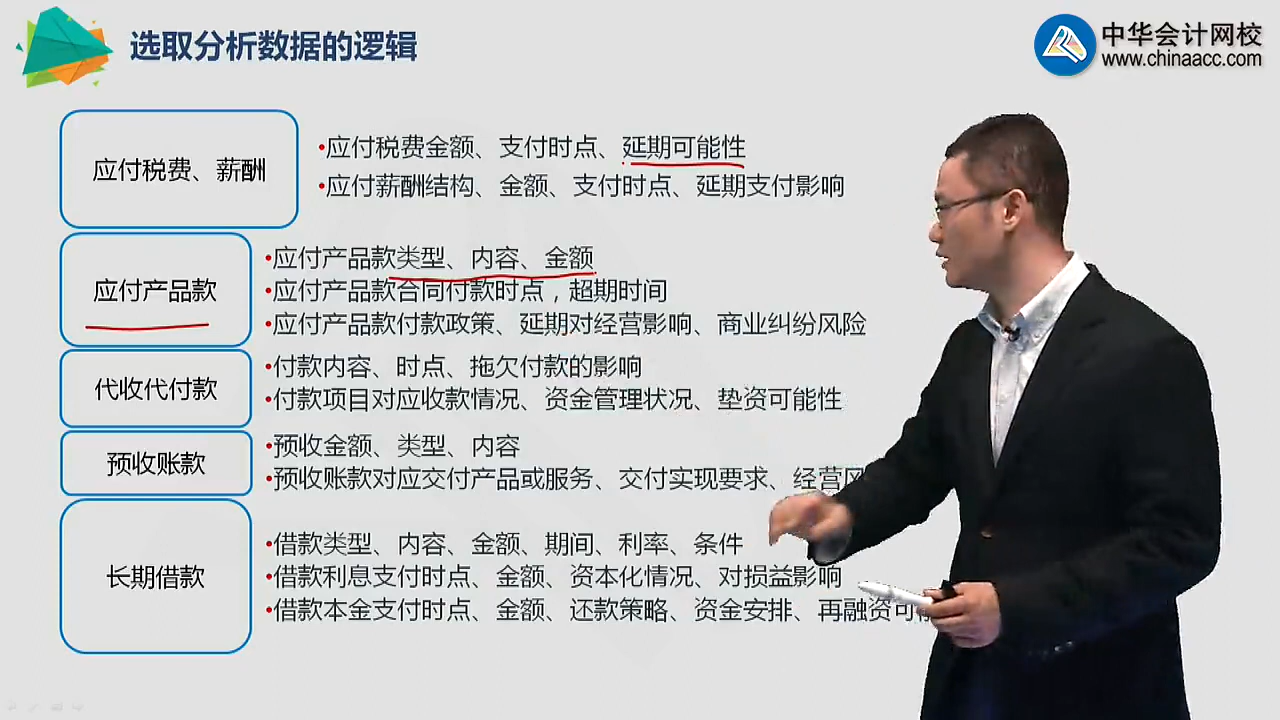 选取分析数据的逻辑
中华会计网校
www.chinaacc.com
应付税费、薪酬
•应付税费金额、支付时点、延期可能性
•应付薪酬结构、金额、支付时点、延期支付影响
应付产品款
•应付产品款类型、内容、金额
•应付产品款合同付款时点，超期时间
•应付产品款付款政策、延期对经营影响、商业纠纷风险
代收代付款
•付款内容、时点、拖欠付款的影响
•付款项目对应收款情况、资金管理状况、垫资可能性
预收账款
•预收金额、类型、内容
•预收账款对应交付产品或服务、交付实现要求、经营
长期借款
•借款类型、内容、金额、期间、利率、条件
•借款利息支付时点、金额、资本化情况、对损益影响
•借款本金支付时点、金额、还款策略、资金安排、再融资可